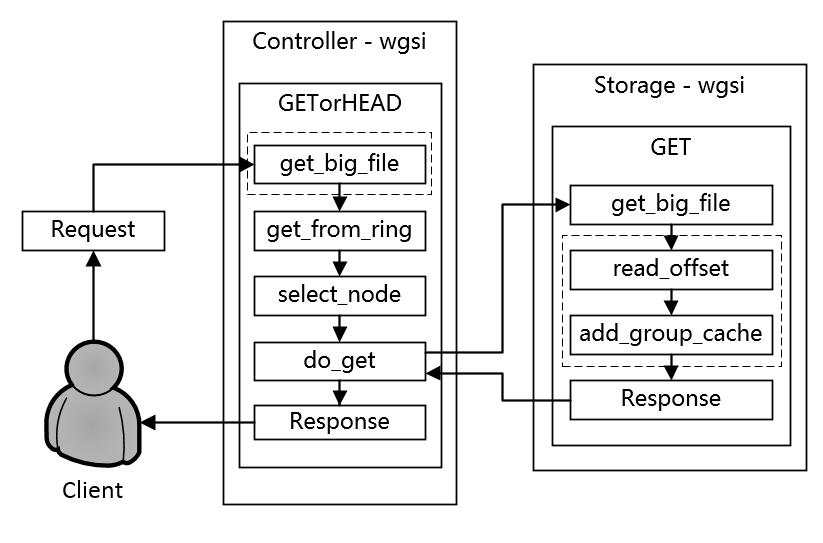 Controller - wgsi
GETorHEAD
get_big_file
get_from_ring
select_node
do_get
Response
Request
Client
Storage - wgsi
GET
get_big_file
read_offset
add_group_cache
Response